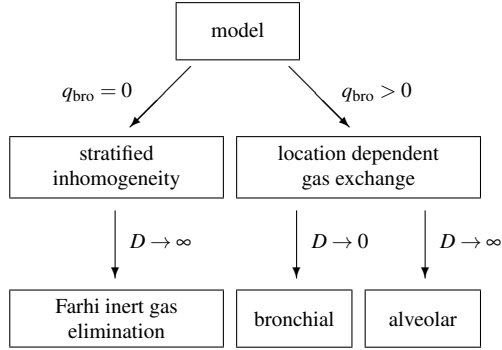 model
q_bro = 0
q_bro > 0
stratified
inhomogeneity
location dependent
gas exchange
D → ∞
D → 0
D → ∞
Farhi inert gas
elimination
bronchial
alveolar